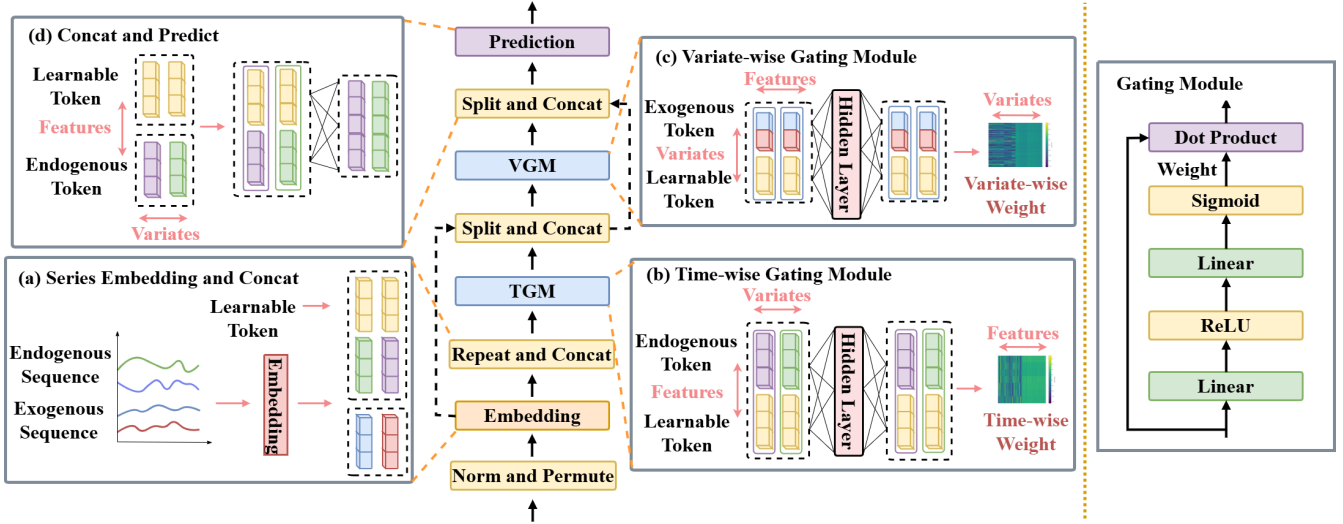 (d) Concat and Predict
Learnable
Token
Features
Endogenous
Token
Variates
(a) Series Embedding and Concat
Learnable
Token
Endogenous
Sequence
Exogenous
Sequence
Embedding
Prediction
Split and Concat
VGM
Split and Concat
TGM
Repeat and Concat
Embedding
Norm and Permute
(c) Variate-wise Gating Module
Features
Exogenous
Token
Variates
Learnable
Token
Hidden Layer
Variates
Variate-wise
Weight
(b) Time-wise Gating Module
Variates
Endogenous
Token
Features
Learnable
Token
Hidden Layer
Features
Time-wise
Weight
Gating Module
Dot Product
Weight
Sigmoid
Linear
ReLU
Linear